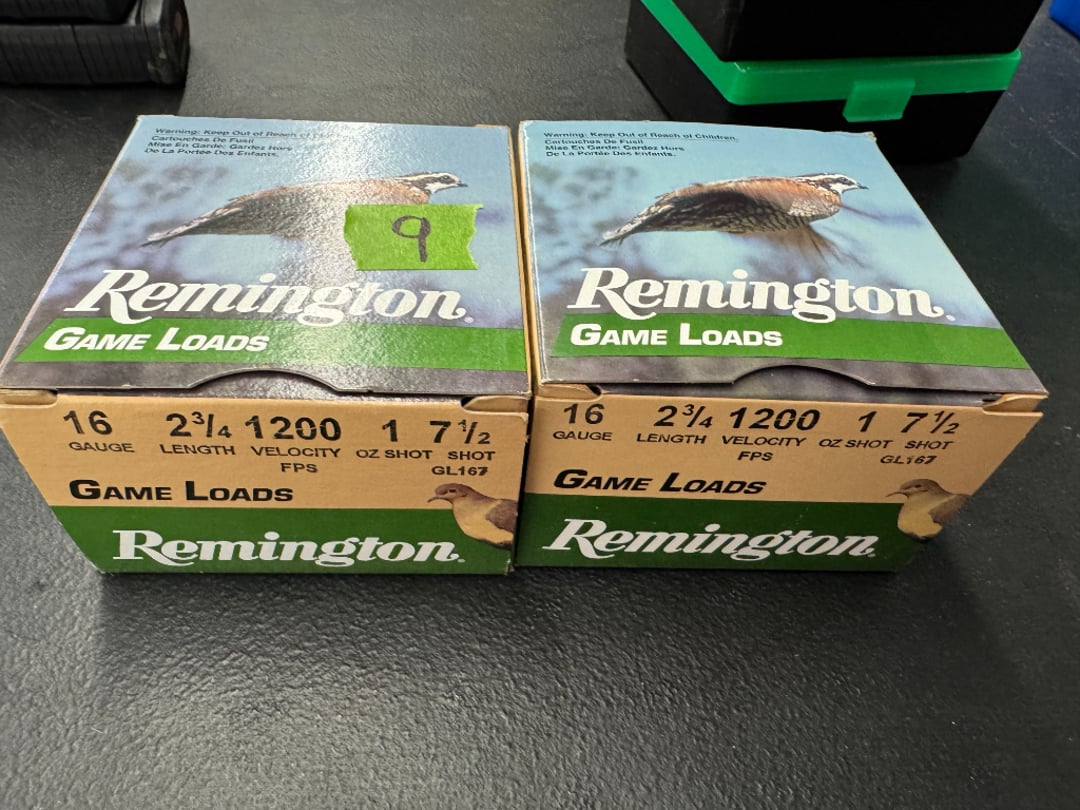 Warning: Keep Out of Reach of
Cartouches De Fusil
Mise En Garde: Gardez Hors
De La Portée Des Enfants.
9
Remington®
GAME LOADS
16 2¾ 1200 1 7½
GAUGE LENGTH VELOCITY OZ SHOT SHOT
FPS GL167
GAME LOADS
Remington®
Warning: Keep Out of Reach of Children.
Cartouches De Fusil
Mise En Garde: Gardez Hors
De La Portée Des Enfants.
Remington®
GAME LOADS
16 2¾ 1200 1 7½
GAUGE LENGTH VELOCITY OZ SHOT SHOT
FPS GL167
GAME LOADS
Remington®